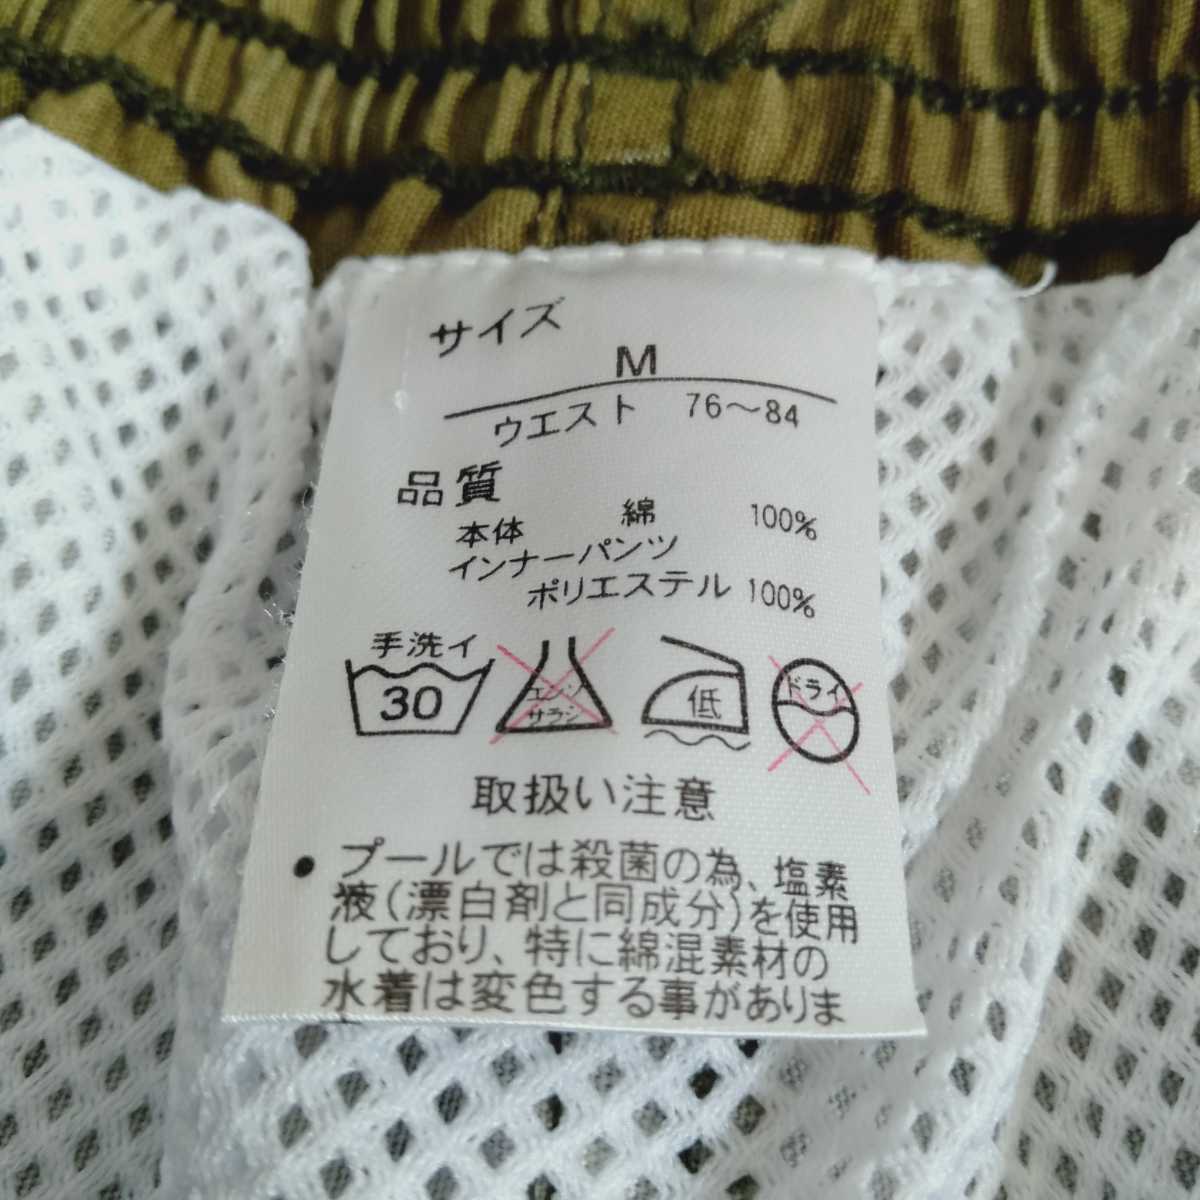 サイズ
M
ウエスト 76～84
品質
本体 綿 100%
インナーパンツ
ポリエステル 100%
手洗イ
30
エンソ
サラシ
低
ドライ
取扱い注意
● プールでは殺菌の為、塩素
液(漂白剤と同成分)を使用
しており、特に綿混素材の
水着は変色する事がありま